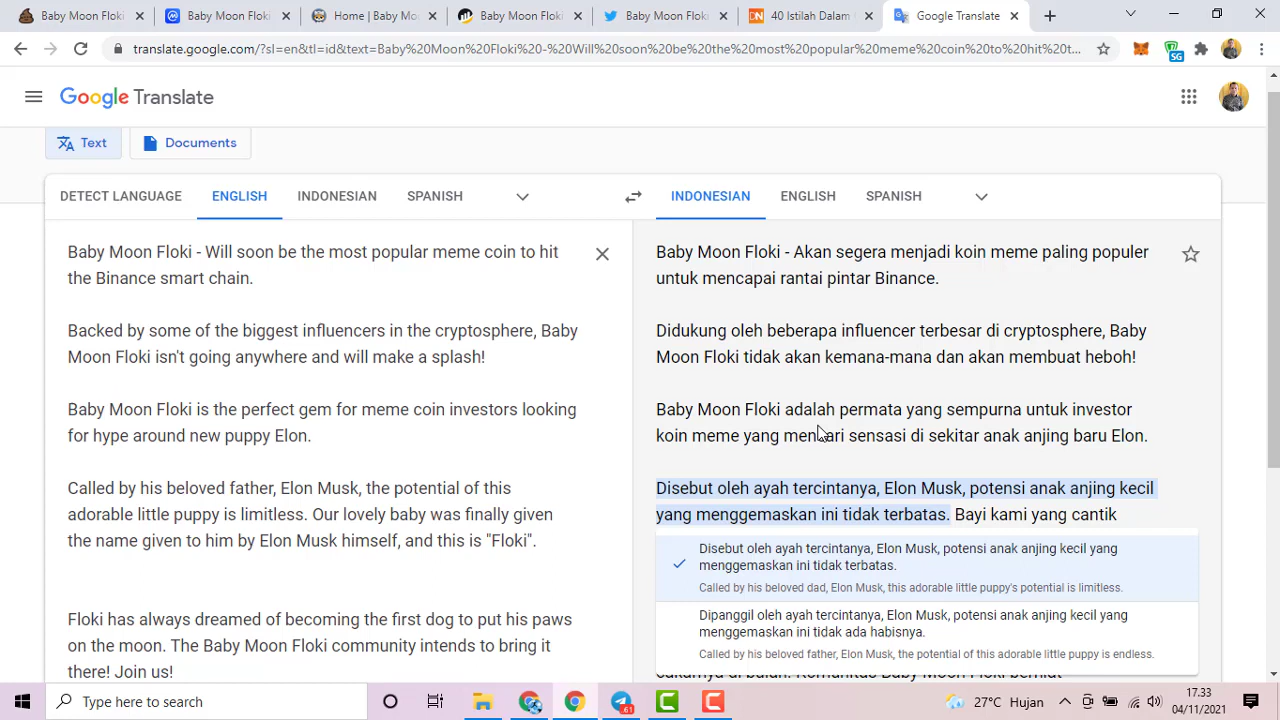 Baby Moon Floki
Baby Moon Floki
Home | Baby Moo
Baby Moon Floki
Baby Moon Floki
40 Istilah Dalam
Google Translate
translate.google.com/?sl=en&tl=id&text=Baby%20Moon%20Floki%20-%20Will%20soon%20be%20the%20most%20popular%20meme%20coin%20to%20hit%20t...
SG
Google Translate
Text
Documents
DETECT LANGUAGE
ENGLISH
INDONESIAN
SPANISH
INDONESIAN
ENGLISH
SPANISH
Baby Moon Floki - Will soon be the most popular meme coin to hit
the Binance smart chain.
Backed by some of the biggest influencers in the cryptosphere, Baby
Moon Floki isn't going anywhere and will make a splash!
Baby Moon Floki is the perfect gem for meme coin investors looking
for hype around new puppy Elon.
Called by his beloved father, Elon Musk, the potential of this
adorable little puppy is limitless. Our lovely baby was finally given
the name given to him by Elon Musk himself, and this is "Floki".
Floki has always dreamed of becoming the first dog to put his paws
on the moon. The Baby Moon Floki community intends to bring it
there! Join us!
Baby Moon Floki - Akan segera menjadi koin meme paling populer
untuk mencapai rantai pintar Binance.
Didukung oleh beberapa influencer terbesar di cryptosphere, Baby
Moon Floki tidak akan kemana-mana dan akan membuat heboh!
Baby Moon Floki adalah permata yang sempurna untuk investor
koin meme yang mencari sensasi di sekitar anak anjing baru Elon.
Disebut oleh ayah tercintanya, Elon Musk, potensi anak anjing kecil
yang menggemaskan ini tidak terbatas. Bayi kami yang cantik
Disebut oleh ayah tercintanya, Elon Musk, potensi anak anjing kecil yang
menggemaskan ini tidak terbatas.
Called by his beloved dad, Elon Musk, this adorable little puppy's potential is limitless.
Dipanggil oleh ayah tercintanya, Elon Musk, potensi anak anjing kecil yang
menggemaskan ini tidak ada habisnya.
Called by his beloved father, Elon Musk, the potential of this adorable little puppy is endless.
Type here to search
61
27°C Hujan
17.33
04/11/2021